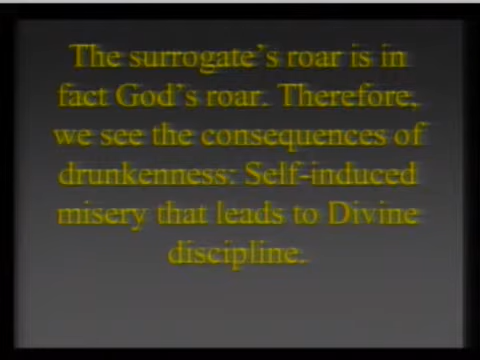 The surrogate's roar is in
fact God's roar. Therefore,
we see the consequences of
drunkenness: Self-induced
misery that leads to Divine
discipline.